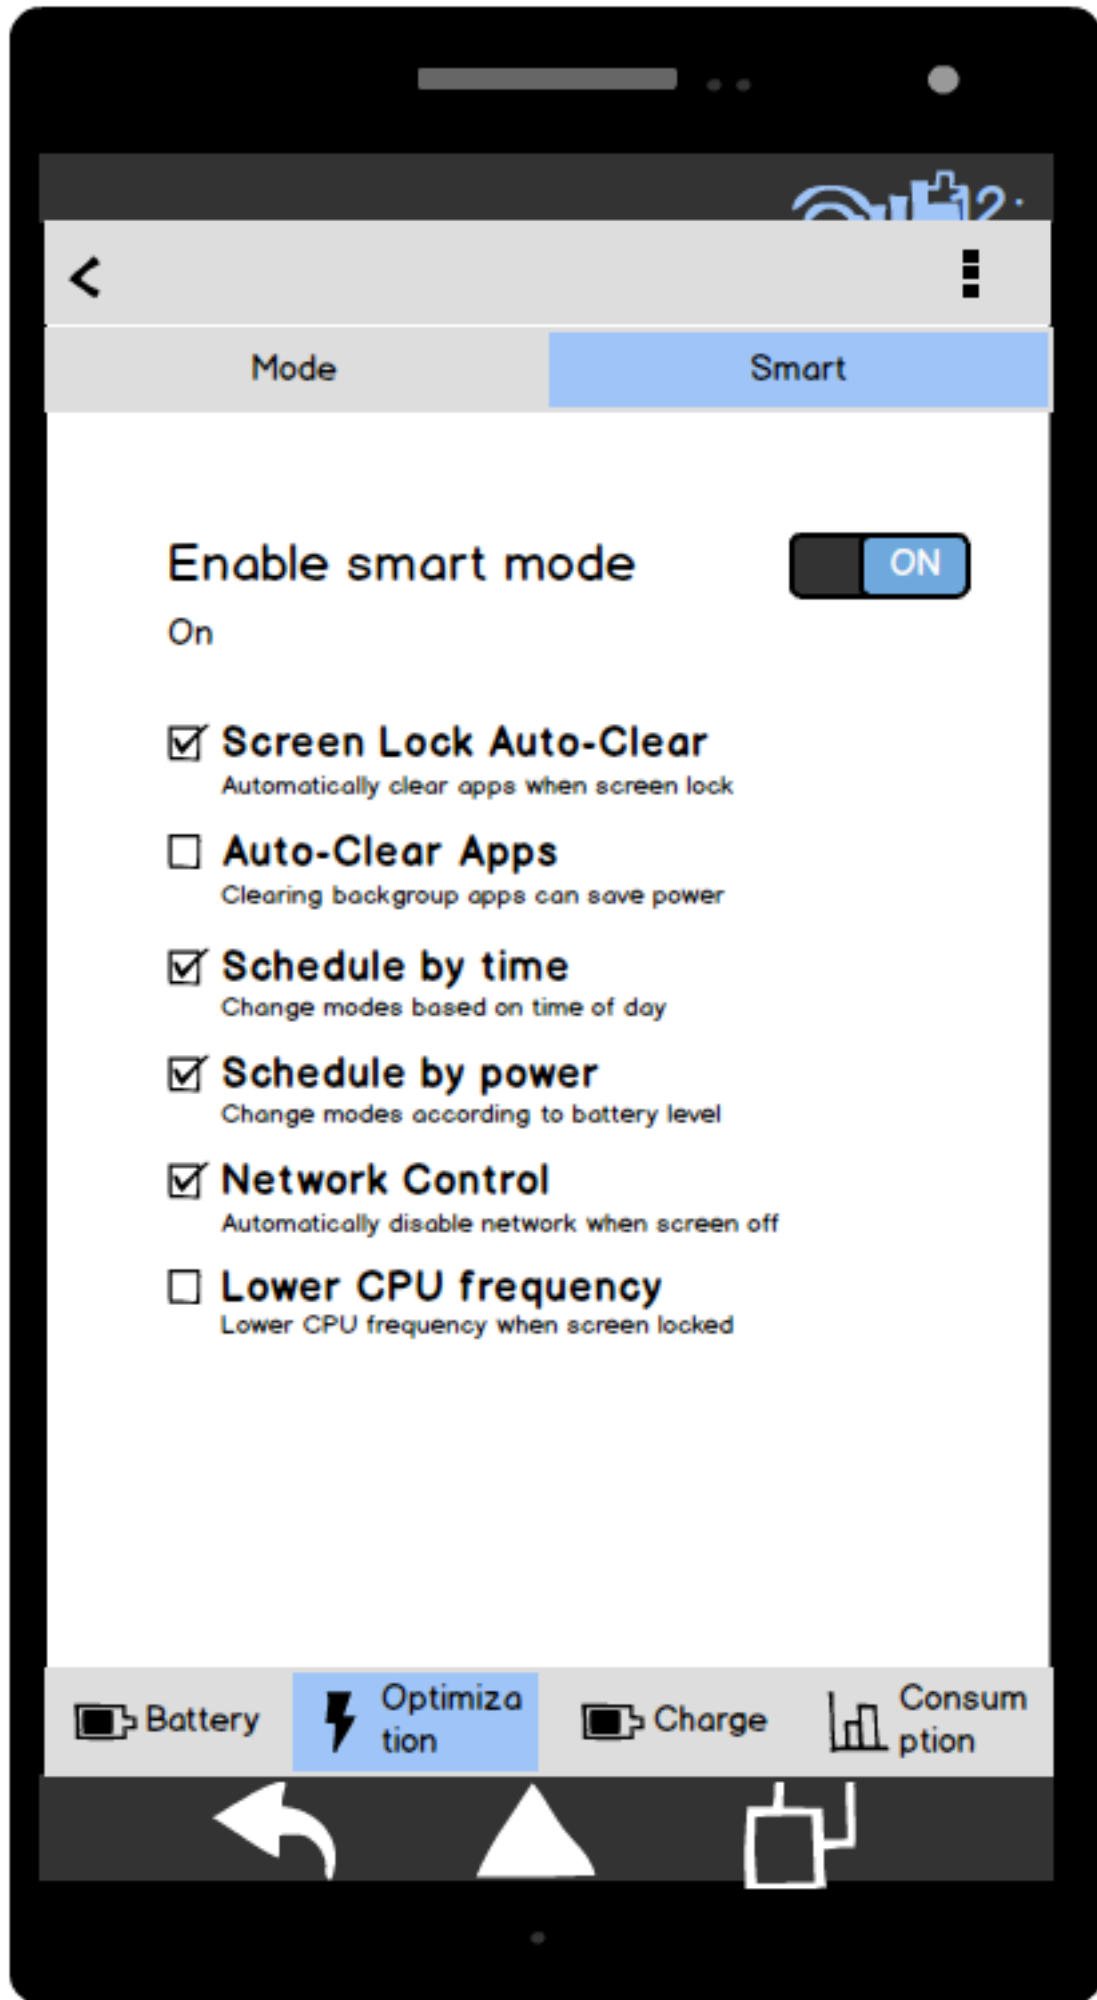 12:
Mode
Smart
Enable smart mode
ON
On
Screen Lock Auto-Clear
Automatically clear apps when screen lock
Auto-Clear Apps
Clearing backgroup apps can save power
Schedule by time
Change modes based on time of day
Schedule by power
Change modes according to battery level
Network Control
Automatically disable network when screen off
Lower CPU frequency
Lower CPU frequency when screen locked
Battery
Optimiza
tion
Charge
Consum
ption